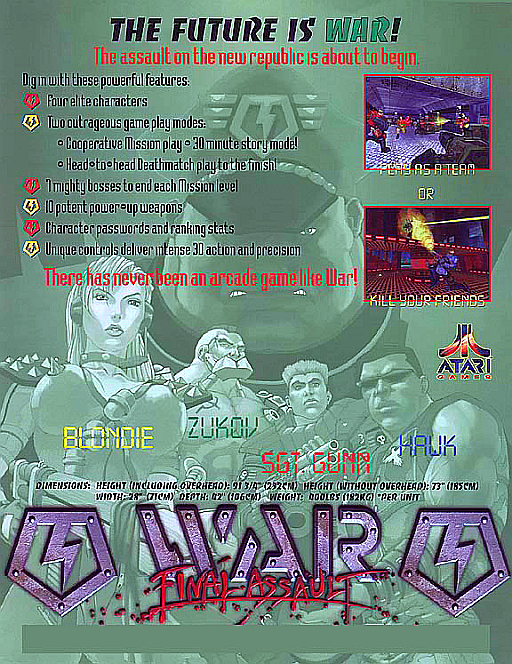 THE FUTURE IS WAR!
The assault on the new republic is about to begin.
Dig in with these powerful features:
Four elite characters
Two outrageous game play modes:
• Cooperative Mission play • 30 minute story mode!
• Head•to•head Deathmatch play to the finish!
7 mighty bosses to end each Mission level
10 potent power-up weapons
Character passwords and ranking stats
Unique controls deliver intense 3D action and precision
There has never been an arcade game like War!
PLAY AS A TEAM
OR
KILL YOUR FRIENDS
ATARI
GAMES
BLONDIE
ZUKOV
SGT. GUNN
HAWK
DIMENSIONS: HEIGHT (INCLUDING OVERHEAD): 91 3/4" (232CM) HEIGHT (WITHOUT OVERHEAD): 73" (185CM)
WIDTH: 28" (71CM) DEPTH: 42" (106CM) WEIGHT: LBS (182KG) *PER UNIT
WAR
FINAL ASSAULT